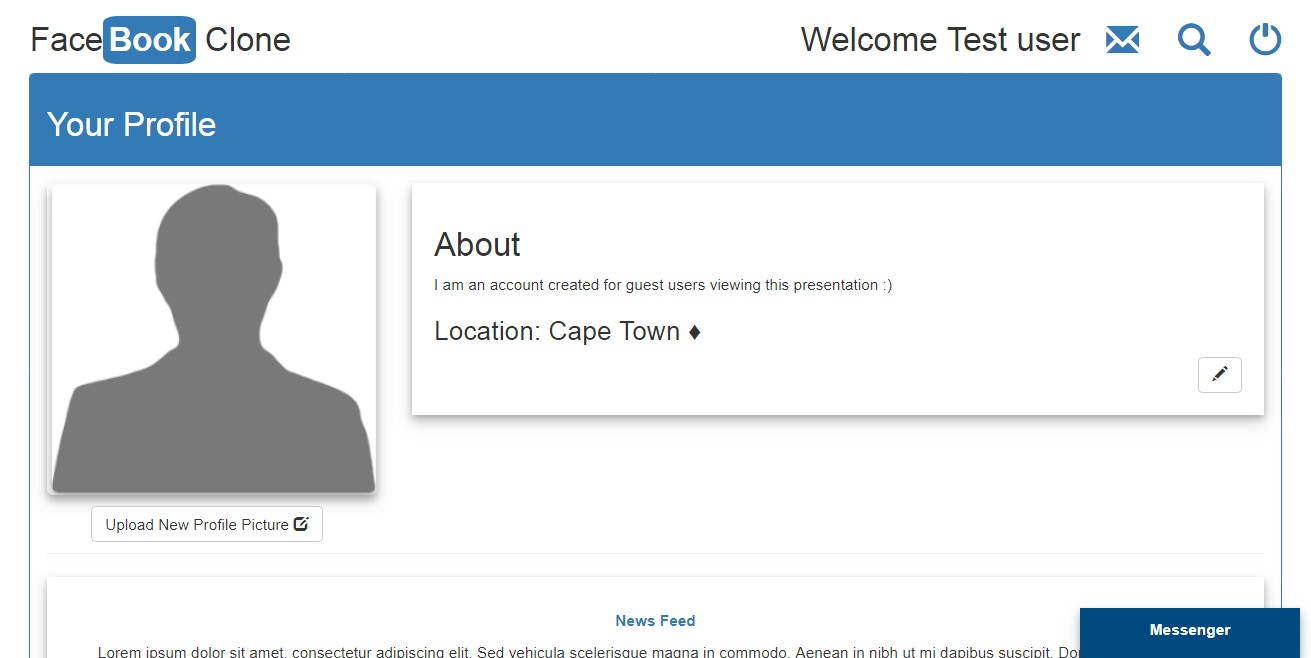 FaceBook Clone
Welcome Test user
Your Profile
About
I am an account created for guest users viewing this presentation :)
Location: Cape Town ♦
Upload New Profile Picture
News Feed
Lorem ipsum dolor sit amet, consectetur adipiscing elit. Sed vehicula scelerisque magna in commodo. Aenean in nibh ut mi dapibus suscipit.
Messenger